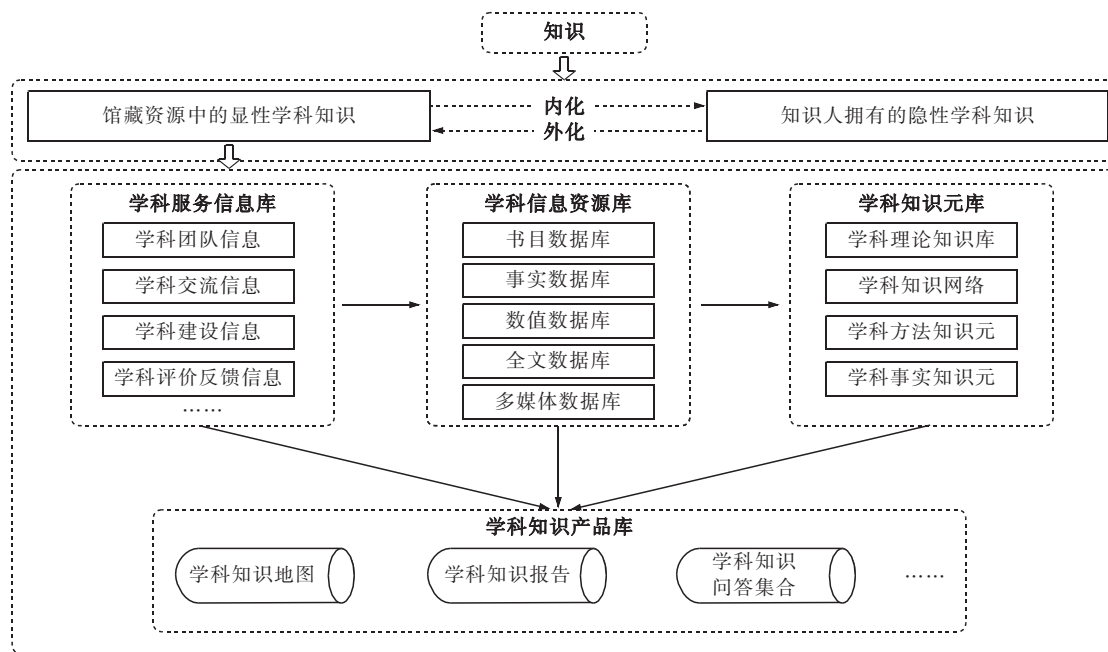 知识
馆藏资源中的显性学科知识
内化
外化
知识人拥有的隐性学科知识
学科服务信息库
学科团队信息
学科交流信息
学科建设信息
学科评价反馈信息
……
学科信息资源库
书目数据库
事实数据库
数值数据库
全文数据库
多媒体数据库
学科知识元库
学科理论知识库
学科知识网络
学科方法知识元
学科事实知识元
学科知识产品库
学科知识地图
学科知识报告
学科知识
问答集合
……